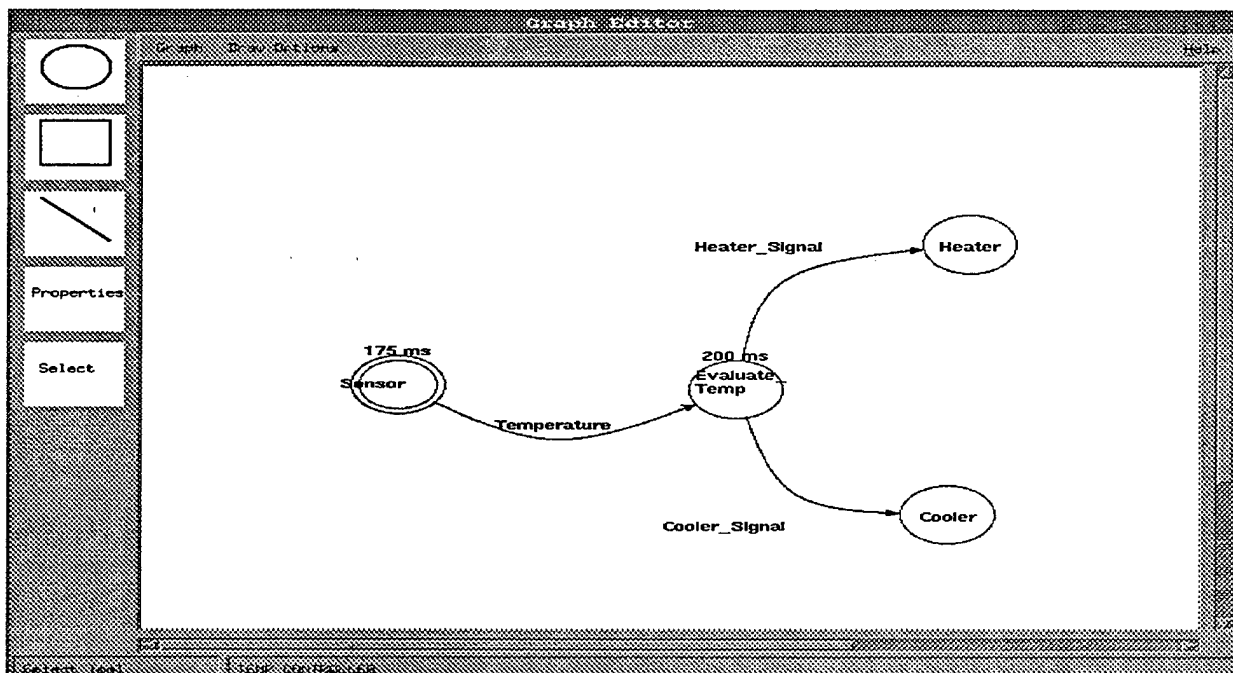 Graph Editor
Graph Draw Options
Help
Properties
Select
Heater_Signal
Heater
175 ms
Sensor
200 ms
Evaluate_
Temp
Temperature
Cooler_Signal
Cooler
Select Tool
TEMP_CONTROLLER